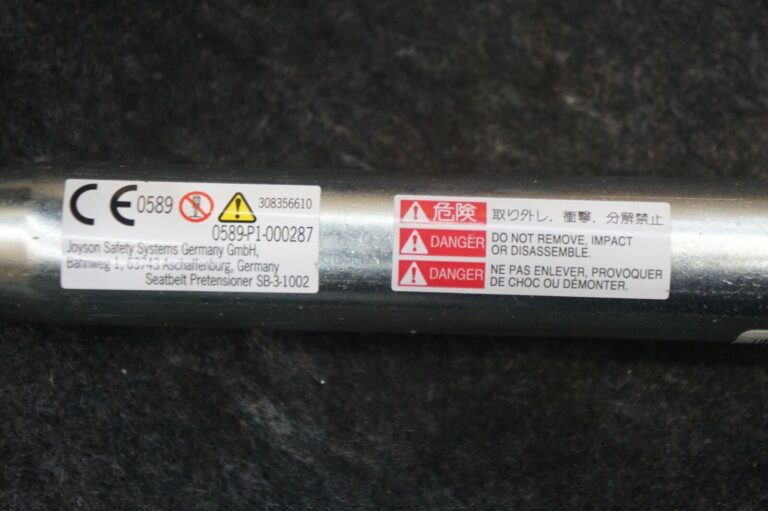 CE 0589 308356610
0589-P1-000287
Joyson Safety Systems Germany GmbH,
Bahnweg 1, 63743 Aschaffenburg, Germany
Seatbelt Pretensioner SB-3-1002
危険 取り外し，衝撃，分解禁止
DANGER DO NOT REMOVE, IMPACT
OR DISASSEMBLE.
DANGER NE PAS ENLEVER, PROVOQUER
DE CHOC OU DÉMONTER.